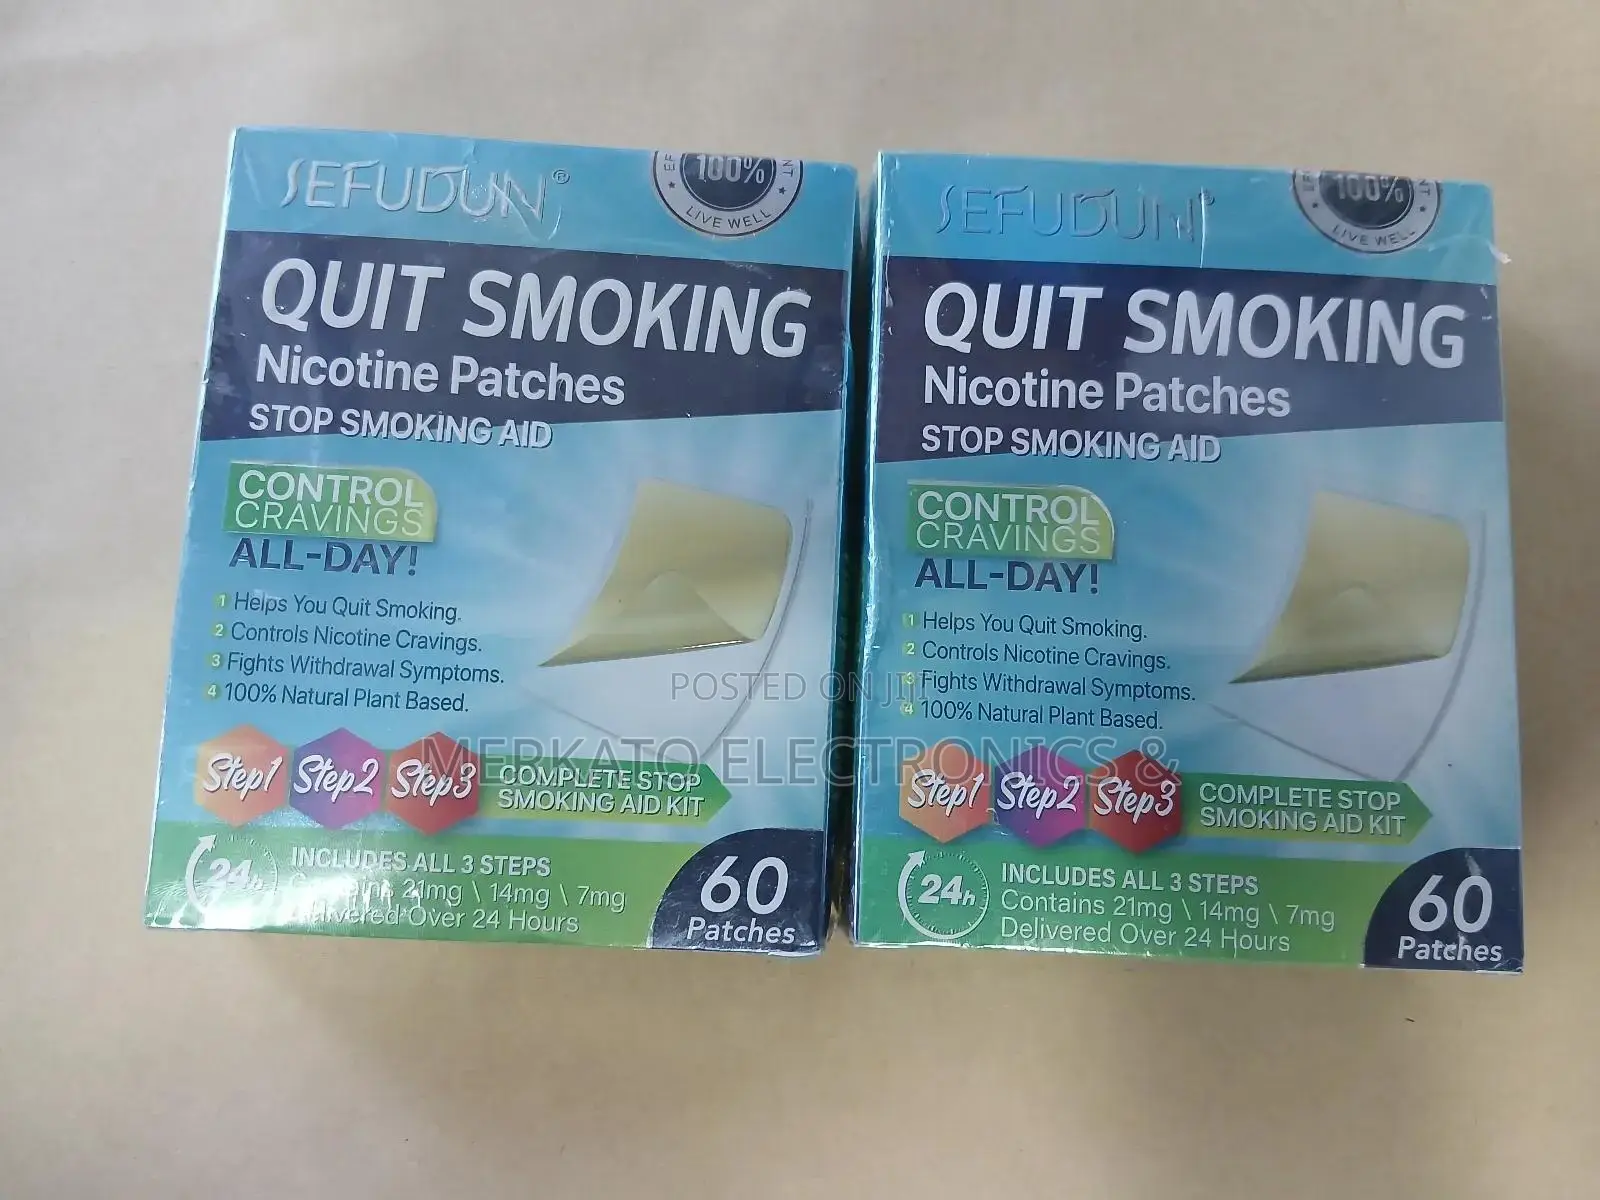 SEFUDUN®
100%
LIVE WELL
QUIT SMOKING
Nicotine Patches
STOP SMOKING AID
CONTROL
CRAVINGS
ALL-DAY!
1 Helps You Quit Smoking.
2 Controls Nicotine Cravings.
3 Fights Withdrawal Symptoms.
4 100% Natural Plant Based.
Step1 Step2 Step3
COMPLETE STOP
SMOKING AID KIT
24h
INCLUDES ALL 3 STEPS
Contains 21mg \ 14mg \ 7mg
Delivered Over 24 Hours
60
Patches
SEFUDUN®
100%
LIVE WELL
QUIT SMOKING
Nicotine Patches
STOP SMOKING AID
CONTROL
CRAVINGS
ALL-DAY!
1 Helps You Quit Smoking.
2 Controls Nicotine Cravings.
3 Fights Withdrawal Symptoms.
4 100% Natural Plant Based.
Step1 Step2 Step3
COMPLETE STOP
SMOKING AID KIT
24h
INCLUDES ALL 3 STEPS
Contains 21mg \ 14mg \ 7mg
Delivered Over 24 Hours
60
Patches
POSTED ON JIJI
MERKATO ELECTRONICS &